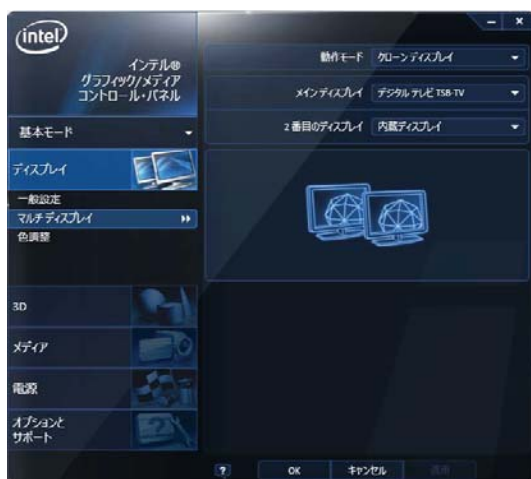 intel
インテル®
グラフィック/メディア
コントロール・パネル
基本モード
ディスプレイ
一般設定
マルチ ディスプレイ
色調整
3D
メディア
電源
オプションと
サポート
動作モード クローン ディスプレイ
メイン ディスプレイ デジタル テレビ TSB-TV
2 番目のディスプレイ 内蔵ディスプレイ
? OK キャンセル 適用